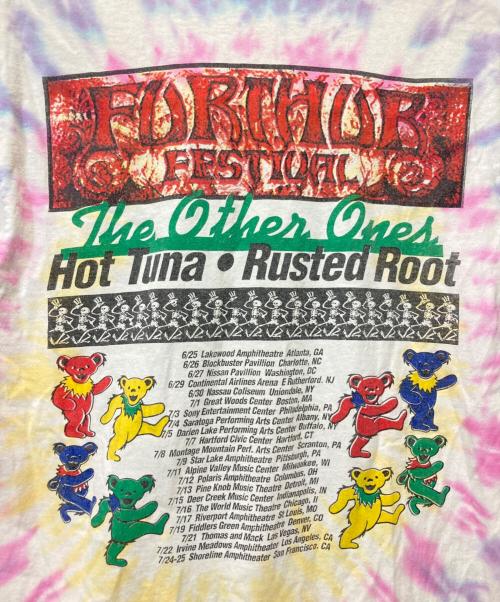 FURTHUR
FESTIVAL
The Other Ones
Hot Tuna • Rusted Root
6/25 Lakewood Amphitheatre Atlanta, GA
6/26 Blockbuster Pavillion Charlotte, NC
6/27 Nissan Pavillion Washington, DC
6/29 Continental Airlines Arena E Rutherford. NJ
6/30 Nassau Coliseum Uniondale, NY
7/1 Great Woods Center Boston, MA
7/3 Sony Entertainment Center Philadelphia, PA
7/4 Saratoga Performing Arts Center Albany, NY
7/5 Darien Lake Performing Arts Center Buffalo, NY
7/7 Hartford Civic Center Hartford, CT
7/8 Montage Mountain Perf. Arts Center Scranton, PA
7/9 Star Lake Amphitheatre Pittsburgh, PA
7/11 Alpine Valley Music Center Milwaukee, WI
7/12 Polaris Amphitheatre Columbus, OH
7/13 Pine Knob Music Theatre Detroit, MI
7/15 Deer Creek Music Center Indianapolis, IN
7/16 The World Music Theatre Chicago, IL
7/17 Riverport Amphitheatre St Louis, MO
7/19 Fiddlers Green Amphitheatre Denver, CO
7/21 Thomas and Mack Las Vegas, NV
7/22 Irvine Meadows Amphitheater Los Angeles, CA
7/24-25 Shoreline Amphitheater San Francisco. CA